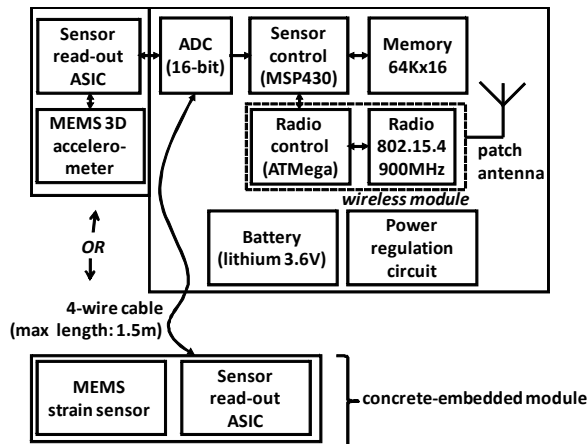 Sensor
read-out
ASIC
ADC
(16-bit)
Sensor
control
(MSP430)
Memory
64Kx16
MEMS 3D
accelero-
meter
Radio
control
(ATMega)
Radio
802.15.4
900MHz
patch
antenna
wireless module
OR
Battery
(lithium 3.6V)
Power
regulation
circuit
4-wire cable
(max length: 1.5m)
MEMS
strain sensor
Sensor
read-out
ASIC
concrete-embedded module